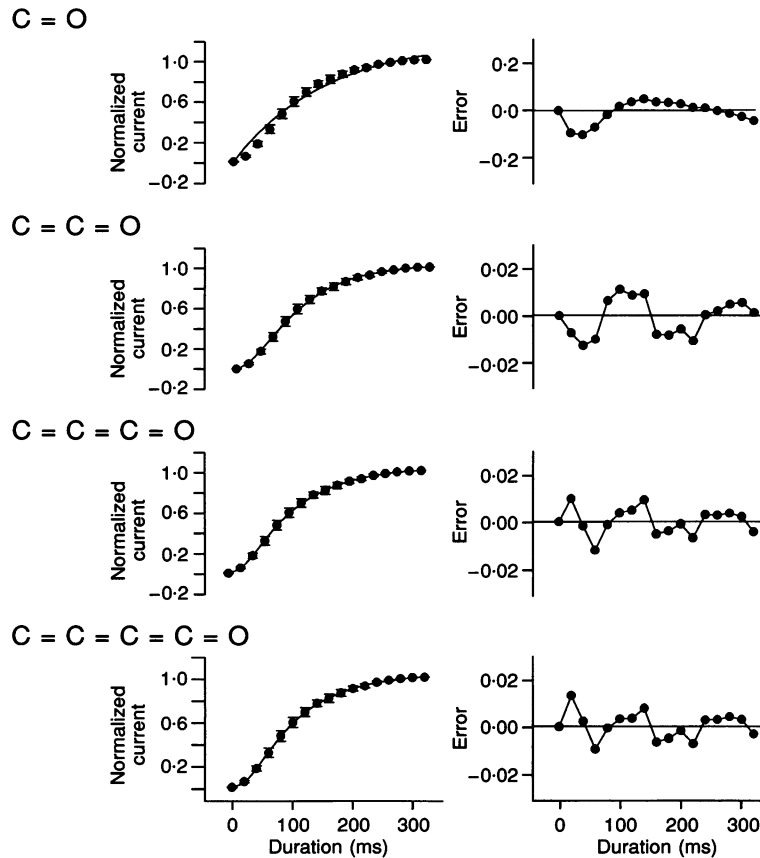 C = O
1·0
0·6
0·2
−0·2
Normalized
current
0·2
0·0
−0·2
Error
C = C = O
1·0
0·6
0·2
−0·2
Normalized
current
0·02
0·00
−0·02
Error
C = C = C = O
1·0
0·6
0·2
−0·2
Normalized
current
0·02
0·00
−0·02
Error
C = C = C = C = O
1·0
0·6
0·2
Normalized
current
0·02
0·00
−0·02
Error
0 100 200 300
Duration (ms)
0 100 200 300
Duration (ms)